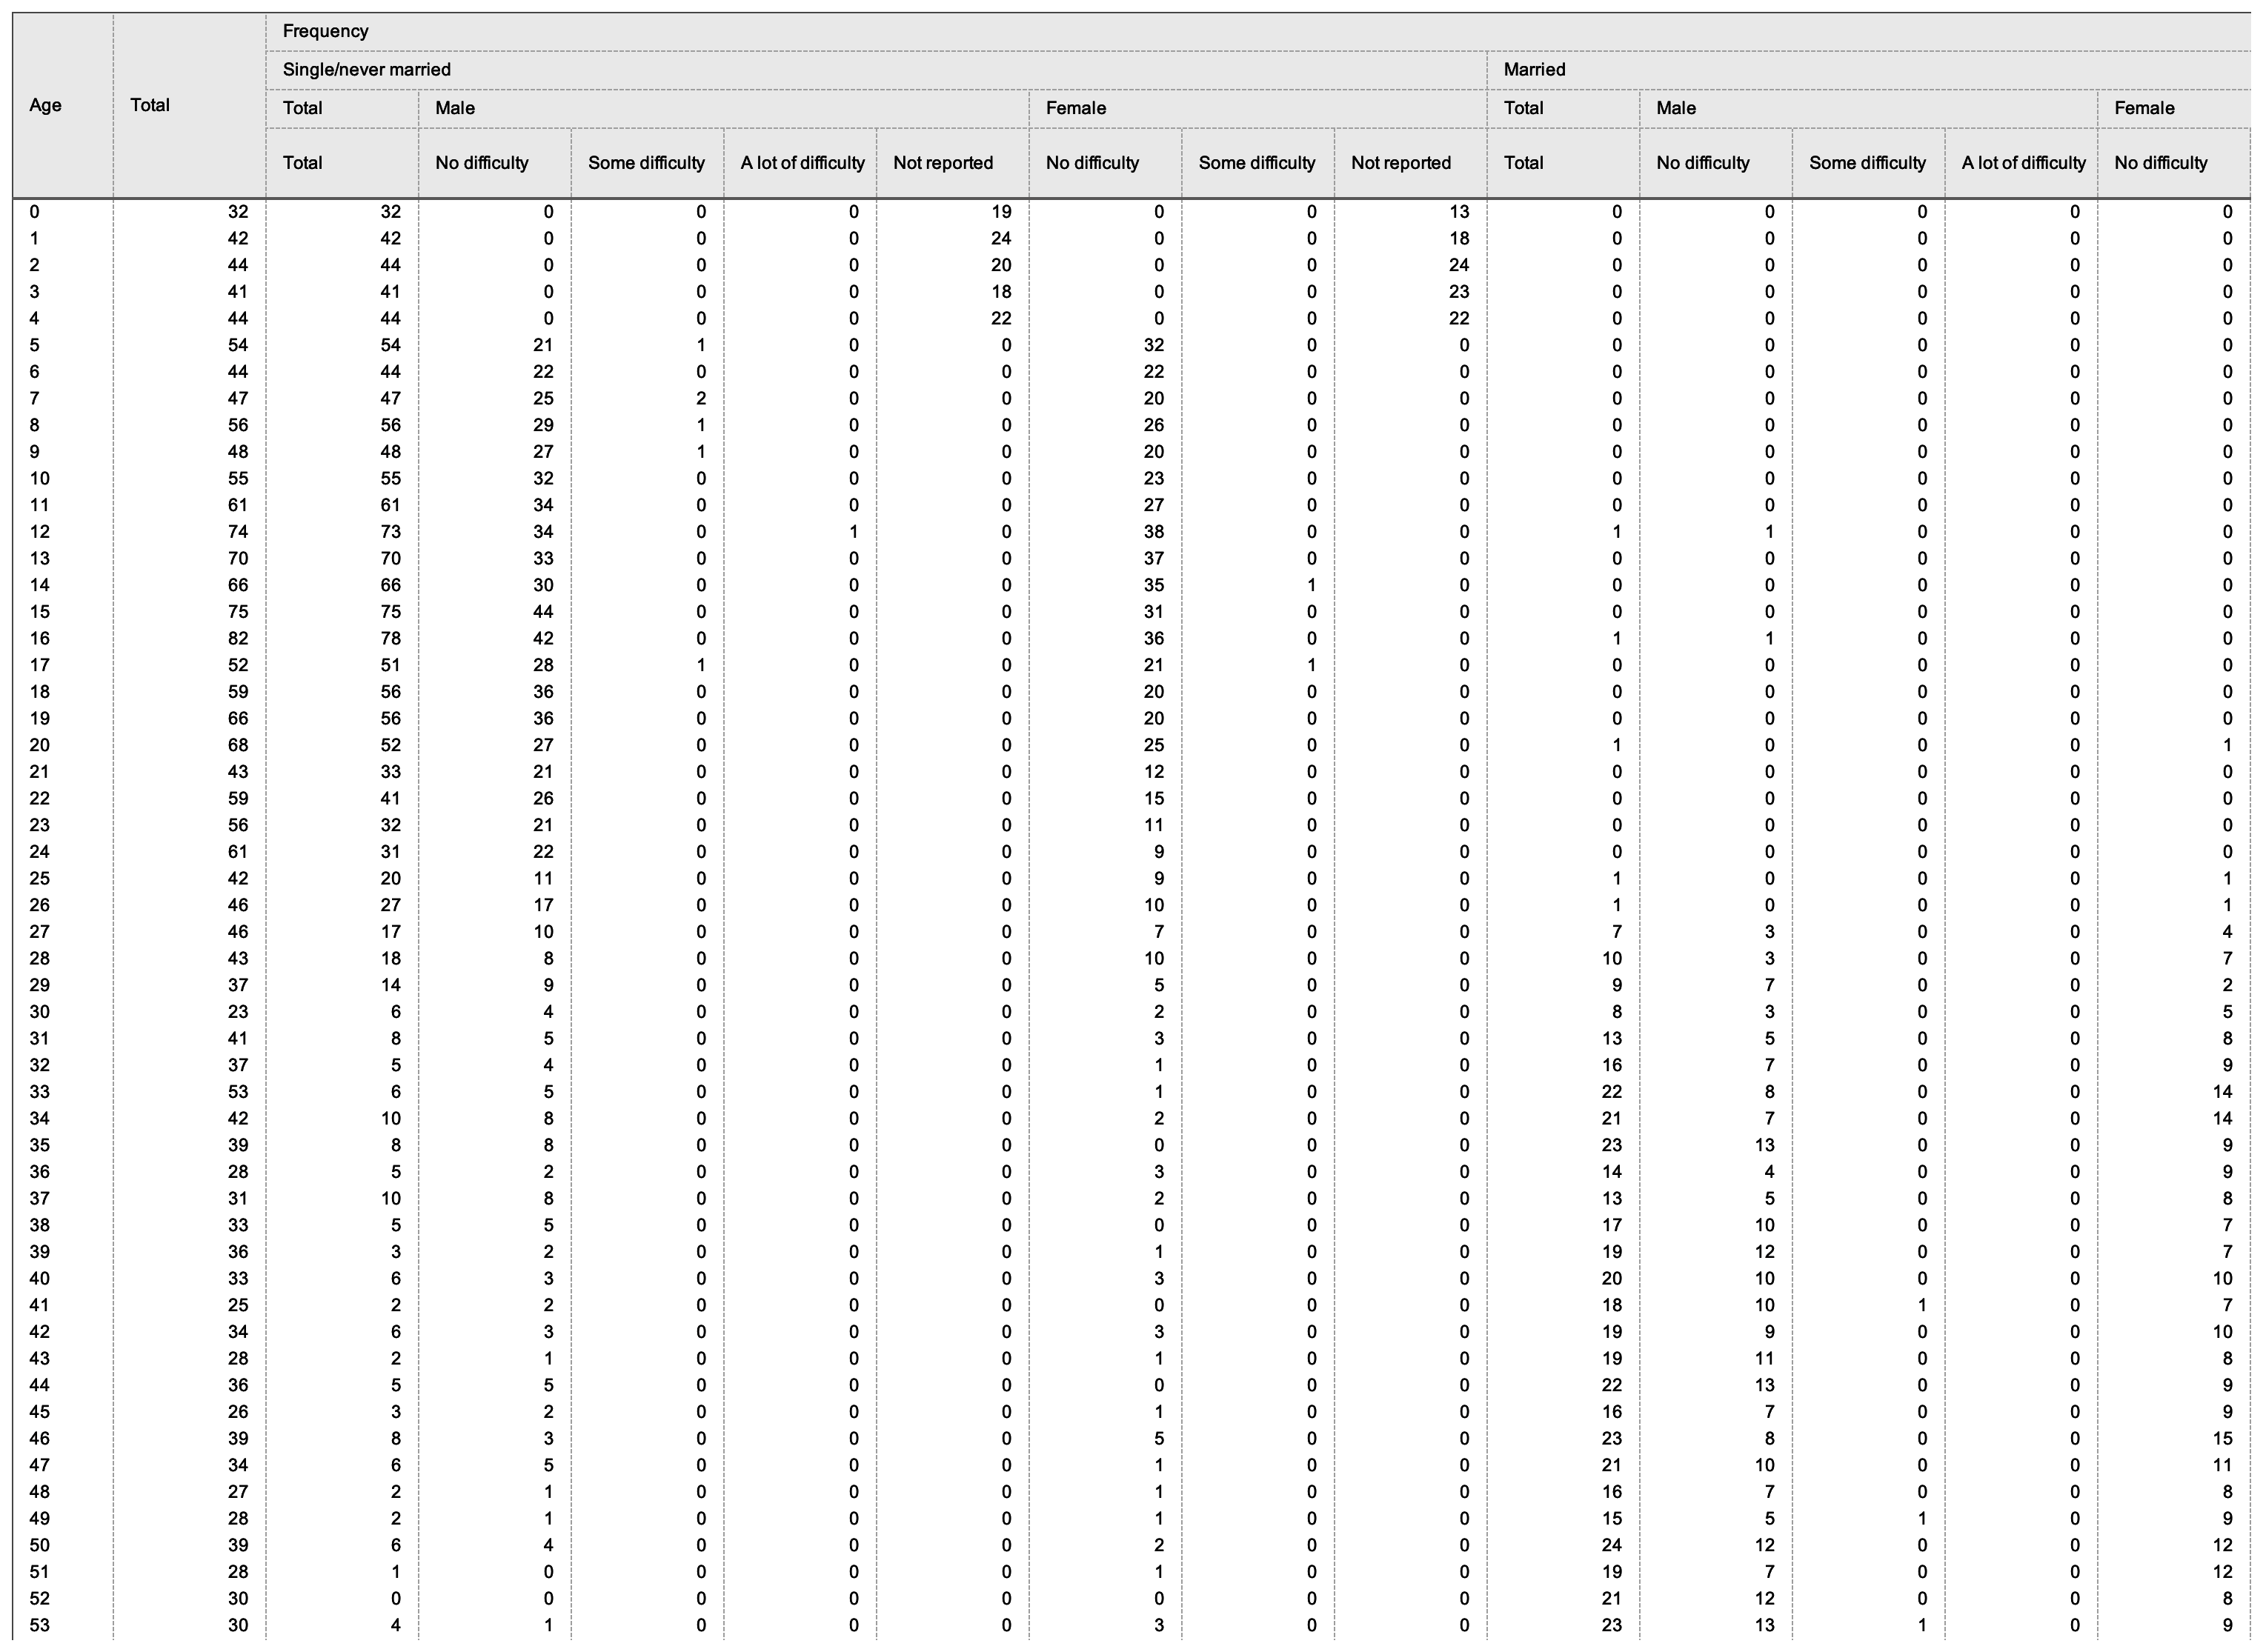 Frequency
Single/never married Married
Age Total Total Male Female Total Male Female
Total No difficulty Some difficulty A lot of difficulty Not reported No difficulty Some difficulty Not reported Total No difficulty Some difficulty A lot of difficulty No difficulty
0 32 32 0 0 0 19 0 0 13 0 0 0 0 0
1 42 42 0 0 0 24 0 0 18 0 0 0 0 0
2 44 44 0 0 0 20 0 0 24 0 0 0 0 0
3 41 41 0 0 0 18 0 0 23 0 0 0 0 0
4 44 44 0 0 0 22 0 0 22 0 0 0 0 0
5 54 54 21 1 0 0 32 0 0 0 0 0 0 0
6 44 44 22 0 0 0 22 0 0 0 0 0 0 0
7 47 47 25 2 0 0 20 0 0 0 0 0 0 0
8 56 56 29 1 0 0 26 0 0 0 0 0 0 0
9 48 48 27 1 0 0 20 0 0 0 0 0 0 0
10 55 55 32 0 0 0 23 0 0 0 0 0 0 0
11 61 61 34 0 0 0 27 0 0 0 0 0 0 0
12 74 73 34 0 1 0 38 0 0 1 1 0 0 0
13 70 70 33 0 0 0 37 0 0 0 0 0 0 0
14 66 66 30 0 0 0 35 1 0 0 0 0 0 0
15 75 75 44 0 0 0 31 0 0 0 0 0 0 0
16 82 78 42 0 0 0 36 0 0 1 1 0 0 0
17 52 51 28 1 0 0 21 1 0 0 0 0 0 0
18 59 56 36 0 0 0 20 0 0 0 0 0 0 0
19 66 56 36 0 0 0 20 0 0 0 0 0 0 0
20 68 52 27 0 0 0 25 0 0 1 0 0 0 1
21 43 33 21 0 0 0 12 0 0 0 0 0 0 0
22 59 41 26 0 0 0 15 0 0 0 0 0 0 0
23 56 32 21 0 0 0 11 0 0 0 0 0 0 0
24 61 31 22 0 0 0 9 0 0 0 0 0 0 0
25 42 20 11 0 0 0 9 0 0 1 0 0 0 1
26 46 27 17 0 0 0 10 0 0 1 0 0 0 1
27 46 17 10 0 0 0 7 0 0 7 3 0 0 4
28 43 18 8 0 0 0 10 0 0 10 3 0 0 7
29 37 14 9 0 0 0 5 0 0 9 7 0 0 2
30 23 6 4 0 0 0 2 0 0 8 3 0 0 5
31 41 8 5 0 0 0 3 0 0 13 5 0 0 8
32 37 5 4 0 0 0 1 0 0 16 7 0 0 9
33 53 6 5 0 0 0 1 0 0 22 8 0 0 14
34 42 10 8 0 0 0 2 0 0 21 7 0 0 14
35 39 8 8 0 0 0 0 0 0 23 13 0 0 9
36 28 5 2 0 0 0 3 0 0 14 4 0 0 9
37 31 10 8 0 0 0 2 0 0 13 5 0 0 8
38 33 5 5 0 0 0 0 0 0 17 10 0 0 7
39 36 3 2 0 0 0 1 0 0 19 12 0 0 7
40 33 6 3 0 0 0 3 0 0 20 10 0 0 10
41 25 2 2 0 0 0 0 0 0 18 10 1 0 7
42 34 6 3 0 0 0 3 0 0 19 9 0 0 10
43 28 2 1 0 0 0 1 0 0 19 11 0 0 8
44 36 5 5 0 0 0 0 0 0 22 13 0 0 9
45 26 3 2 0 0 0 1 0 0 16 7 0 0 9
46 39 8 3 0 0 0 5 0 0 23 8 0 0 15
47 34 6 5 0 0 0 1 0 0 21 10 0 0 11
48 27 2 1 0 0 0 1 0 0 16 7 0 0 8
49 28 2 1 0 0 0 1 0 0 15 5 1 0 9
50 39 6 4 0 0 0 2 0 0 24 12 0 0 12
51 28 1 0 0 0 0 1 0 0 19 7 0 0 12
52 30 0 0 0 0 0 0 0 0 21 12 0 0 8
53 30 4 1 0 0 0 3 0 0 23 13 1 0 9